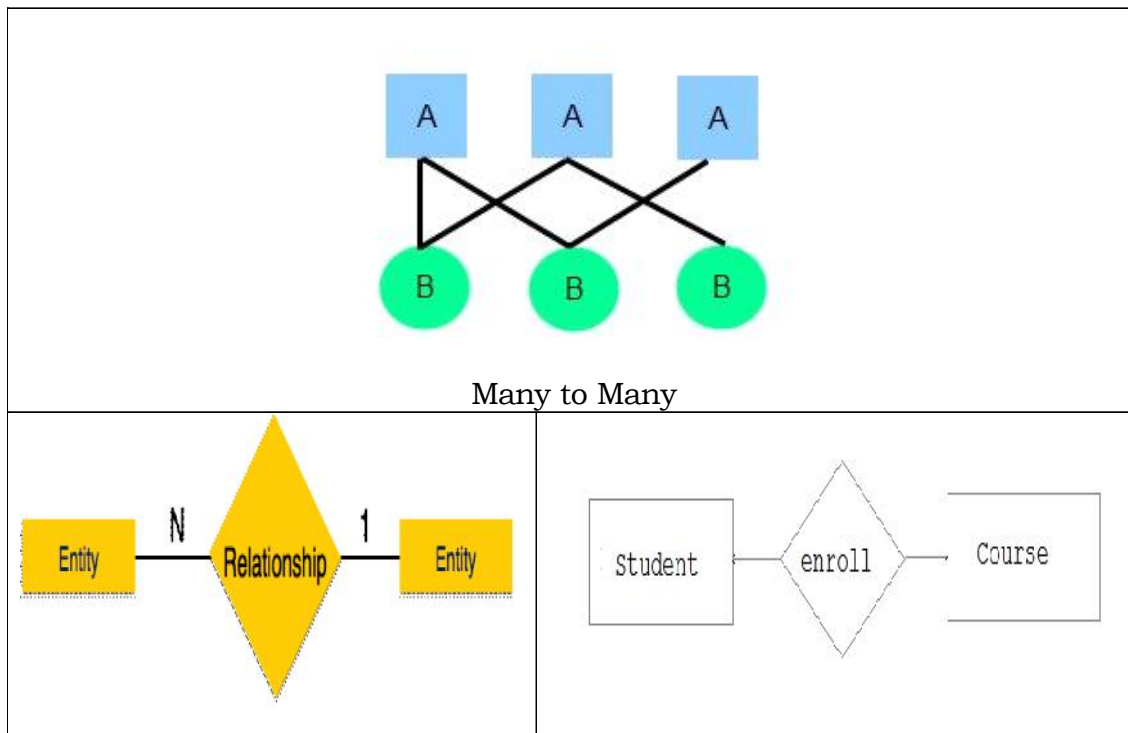 A A A
B B B
Many to Many
N 1
Entity Relationship Entity
Student enroll Course